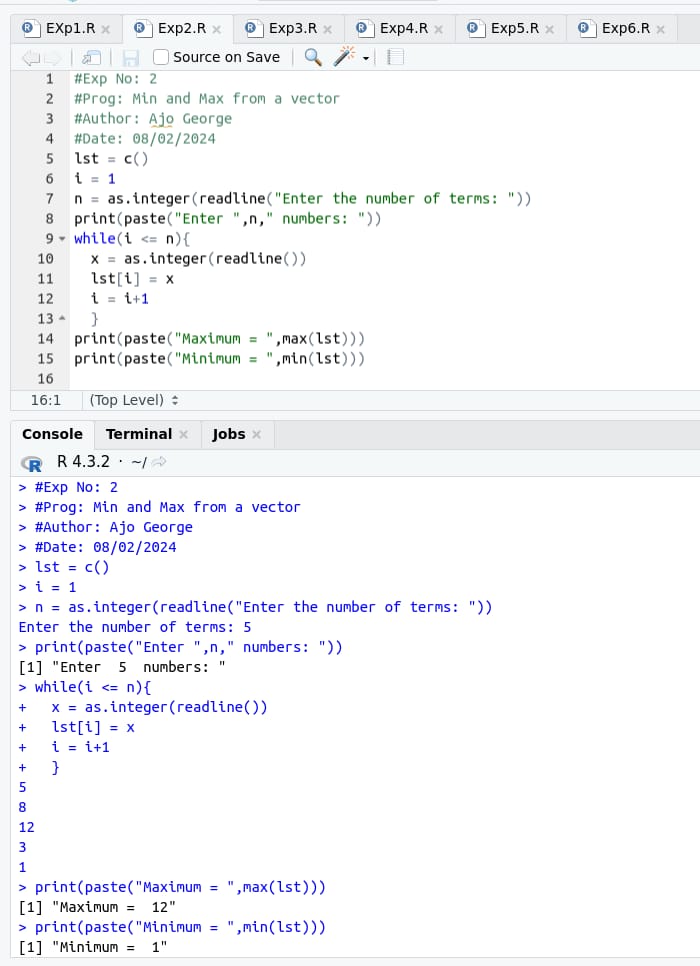 EXp1.R × Exp2.R × Exp3.R × Exp4.R × Exp5.R × Exp6.R ×
Source on Save
1 #Exp No: 2
2 #Prog: Min and Max from a vector
3 #Author: Ajo George
4 #Date: 08/02/2024
5 lst = c()
6 i = 1
7 n = as.integer(readline("Enter the number of terms: "))
8 print(paste("Enter ",n," numbers: "))
9 while(i <= n){
10   x = as.integer(readline())
11   lst[i] = x
12   i = i+1
13   }
14 print(paste("Maximum = ",max(lst)))
15 print(paste("Minimum = ",min(lst)))
16
16:1 (Top Level)
Console Terminal × Jobs ×
R R 4.3.2 · ~/
> #Exp No: 2
> #Prog: Min and Max from a vector
> #Author: Ajo George
> #Date: 08/02/2024
> lst = c()
> i = 1
> n = as.integer(readline("Enter the number of terms: "))
Enter the number of terms: 5
> print(paste("Enter ",n," numbers: "))
[1] "Enter  5  numbers: "
> while(i <= n){
+   x = as.integer(readline())
+   lst[i] = x
+   i = i+1
+   }
5
8
12
3
1
> print(paste("Maximum = ",max(lst)))
[1] "Maximum =  12"
> print(paste("Minimum = ",min(lst)))
[1] "Minimum =  1"